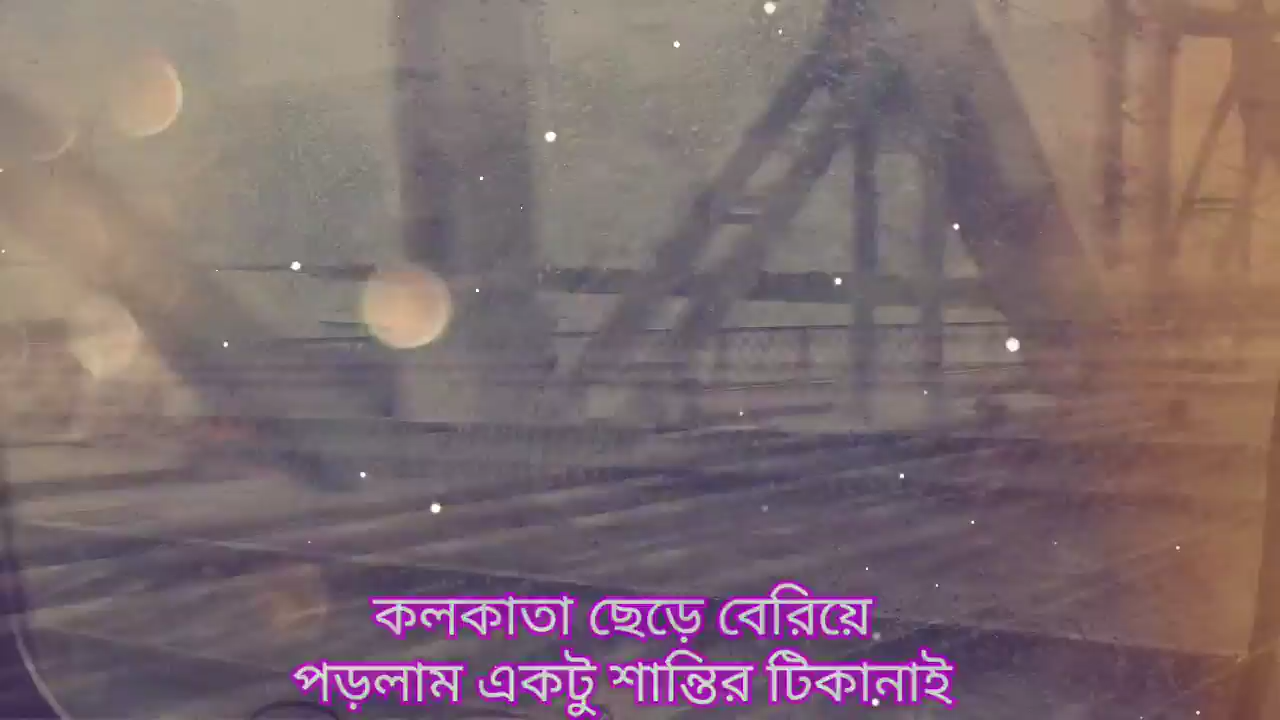 কলকাতা ছেড়ে বেরিয়ে
পড়লাম একটু শান্তির টিকানাই